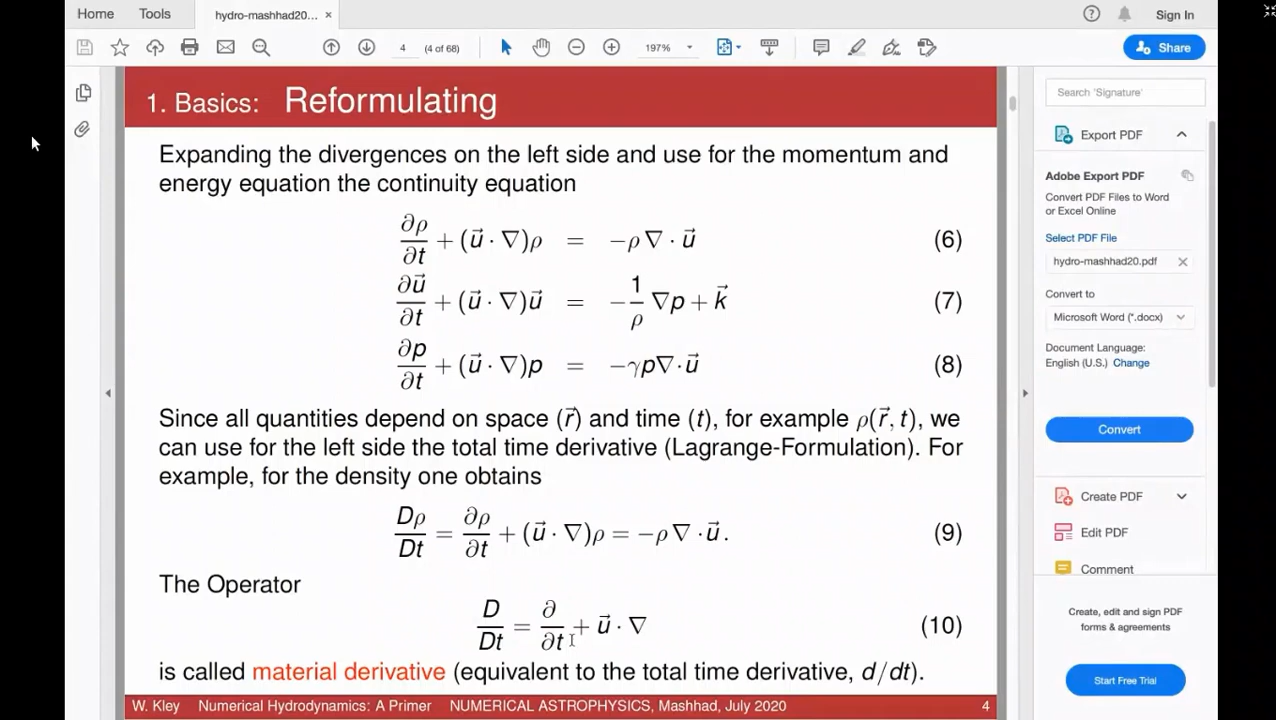 Home Tools hydro-mashhad20... × Sign In
4 (4 of 68) 197% Share
1. Basics: Reformulating
Expanding the divergences on the left side and use for the momentum and
energy equation the continuity equation
∂ρ/∂t + (u⃗ · ∇)ρ = −ρ ∇ · u⃗ (6)
∂u⃗/∂t + (u⃗ · ∇)u⃗ = −1/ρ ∇p + k⃗ (7)
∂p/∂t + (u⃗ · ∇)p = −γp∇·u⃗ (8)
Since all quantities depend on space (r⃗) and time (t), for example ρ(r⃗, t), we
can use for the left side the total time derivative (Lagrange-Formulation). For
example, for the density one obtains
Dρ/Dt = ∂ρ/∂t + (u⃗ · ∇)ρ = −ρ ∇ · u⃗ . (9)
The Operator
D/Dt = ∂/∂t + u⃗ · ∇ (10)
is called material derivative (equivalent to the total time derivative, d/dt).
W. Kley Numerical Hydrodynamics: A Primer NUMERICAL ASTROPHYSICS, Mashhad, July 2020 4
Search 'Signature'
Export PDF
Adobe Export PDF
Convert PDF Files to Word
or Excel Online
Select PDF File
hydro-mashhad20.pdf
Convert to
Microsoft Word (*.docx)
Document Language:
English (U.S.) Change
Convert
Create PDF
Edit PDF
Comment
Create, edit and sign PDF
forms & agreements
Start Free Trial